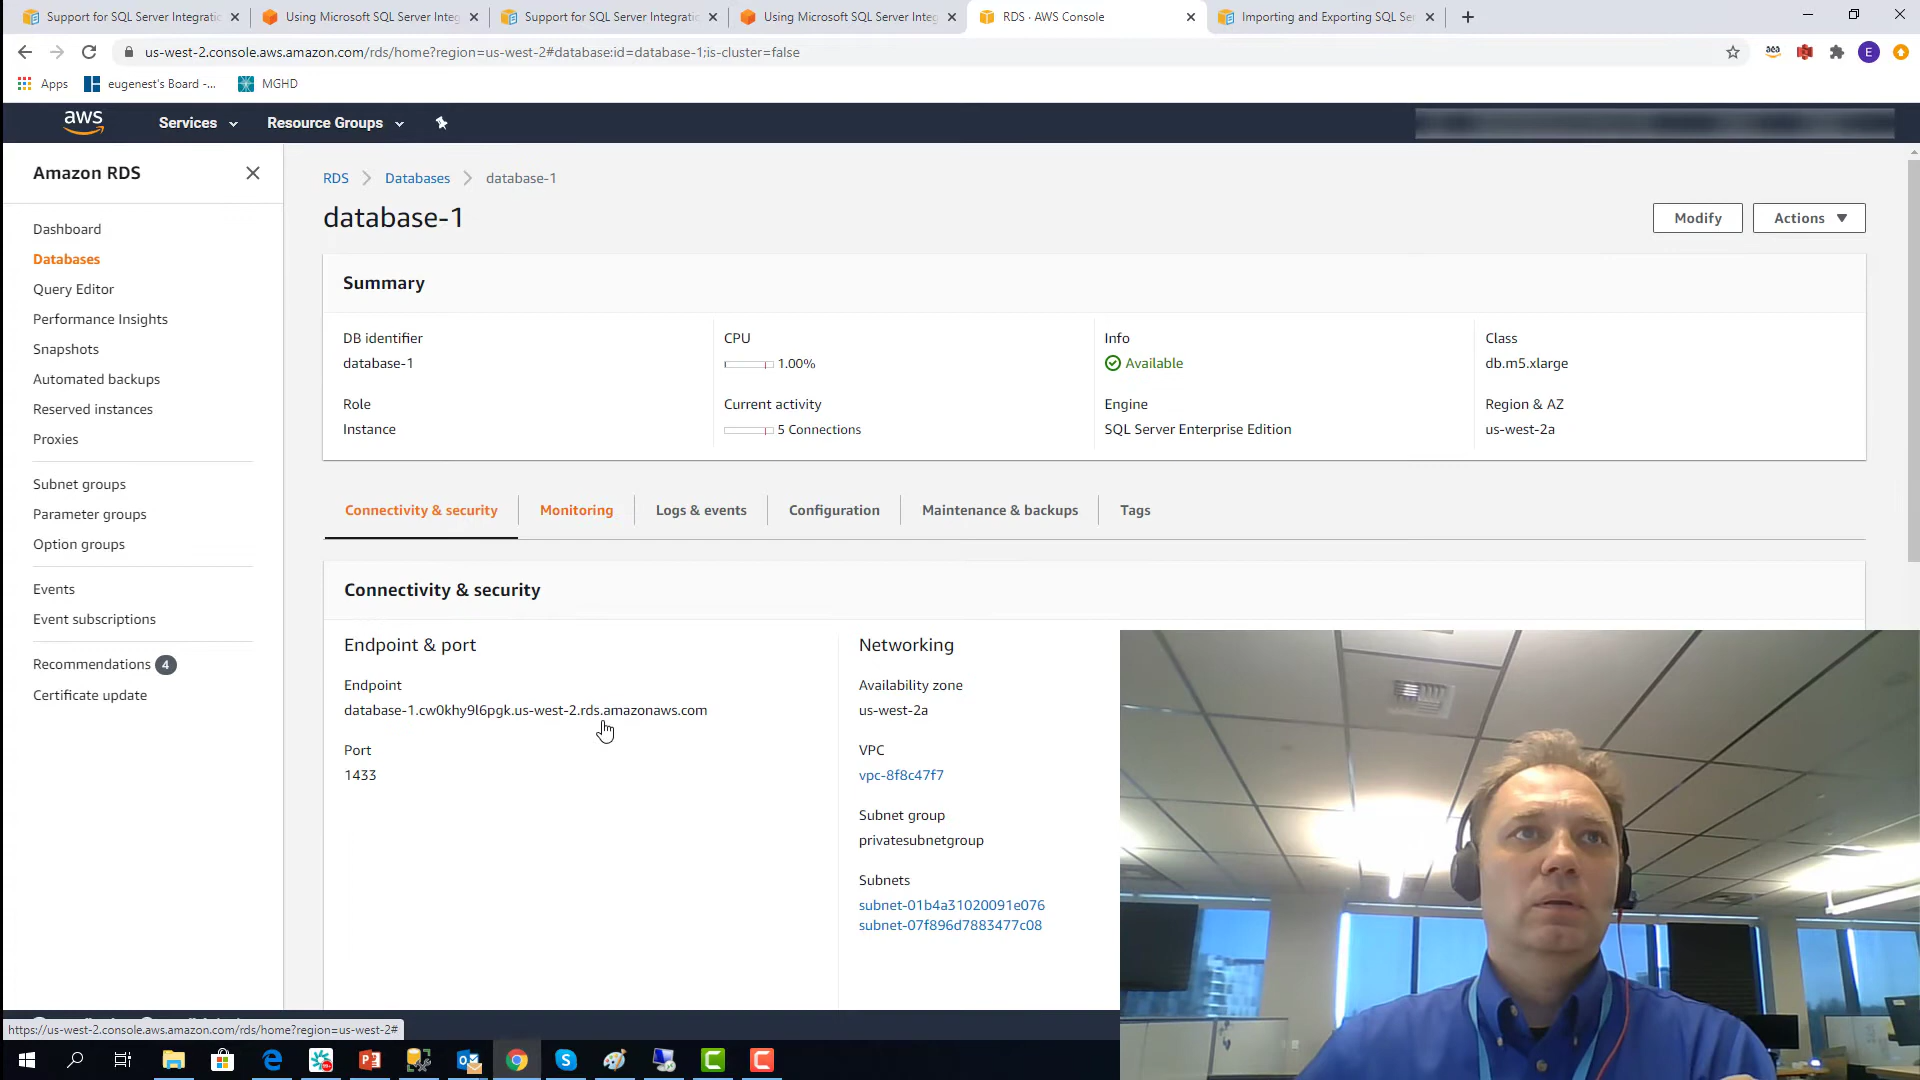 Support for SQL Server Integratio
Using Microsoft SQL Server Integ
Support for SQL Server Integratio
Using Microsoft SQL Server Integ
RDS · AWS Console
Importing and Exporting SQL Ser
us-west-2.console.aws.amazon.com/rds/home?region=us-west-2#database:id=database-1;is-cluster=false
E
Apps
eugenest's Board -...
MGHD
aws
Services
Resource Groups
Amazon RDS
RDS
Databases
database-1
Dashboard
Databases
Query Editor
Performance Insights
Snapshots
Automated backups
Reserved instances
Proxies
Subnet groups
Parameter groups
Option groups
Events
Event subscriptions
Recommendations 4
Certificate update
database-1
Modify
Actions
Summary
DB identifier
database-1
CPU
1.00%
Info
Available
Class
db.m5.xlarge
Role
Instance
Current activity
5 Connections
Engine
SQL Server Enterprise Edition
Region & AZ
us-west-2a
Connectivity & security
Monitoring
Logs & events
Configuration
Maintenance & backups
Tags
Connectivity & security
Endpoint & port
Endpoint
database-1.cw0khy9l6pgk.us-west-2.rds.amazonaws.com
Port
1433
Networking
Availability zone
us-west-2a
VPC
vpc-8f8c47f7
Subnet group
privatesubnetgroup
Subnets
subnet-01b4a31020091e076
subnet-07f896d7883477c08
https://us-west-2.console.aws.amazon.com/rds/home?region=us-west-2#